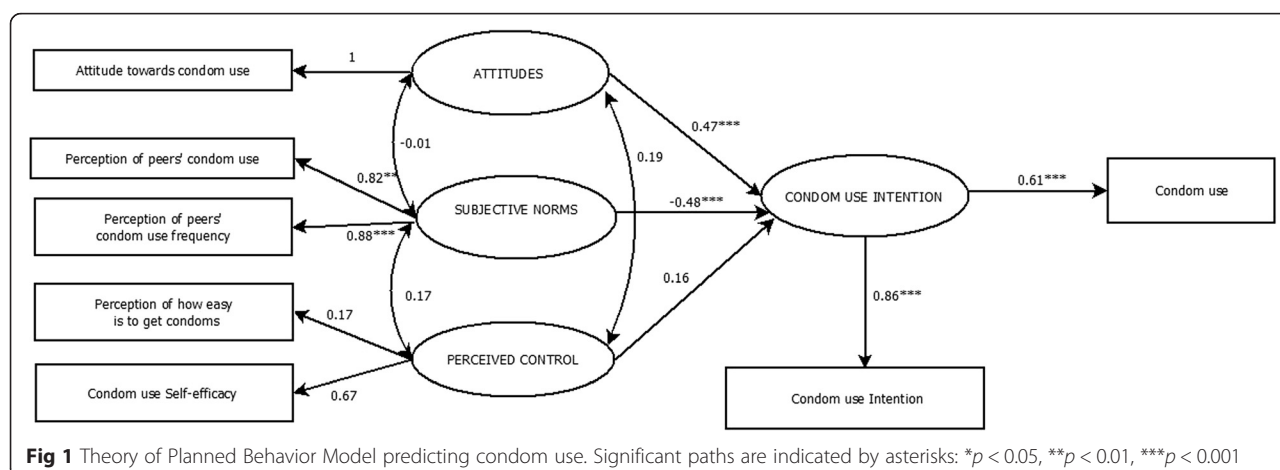 Attitude towards condom use
1
ATTITUDES
-0.01
0.47***
0.19
Perception of peers' condom use
0.82**
Perception of peers'
condom use frequency
0.88***
SUBJECTIVE NORMS
-0.48***
CONDOM USE INTENTION
0.61***
Condom use
0.17
0.16
0.86***
Perception of how easy
is to get condoms
0.17
PERCEIVED CONTROL
Condom use Self-efficacy
0.67
Condom use Intention
Fig 1 Theory of Planned Behavior Model predicting condom use. Significant paths are indicated by asterisks: *p < 0.05, **p < 0.01, ***p < 0.001